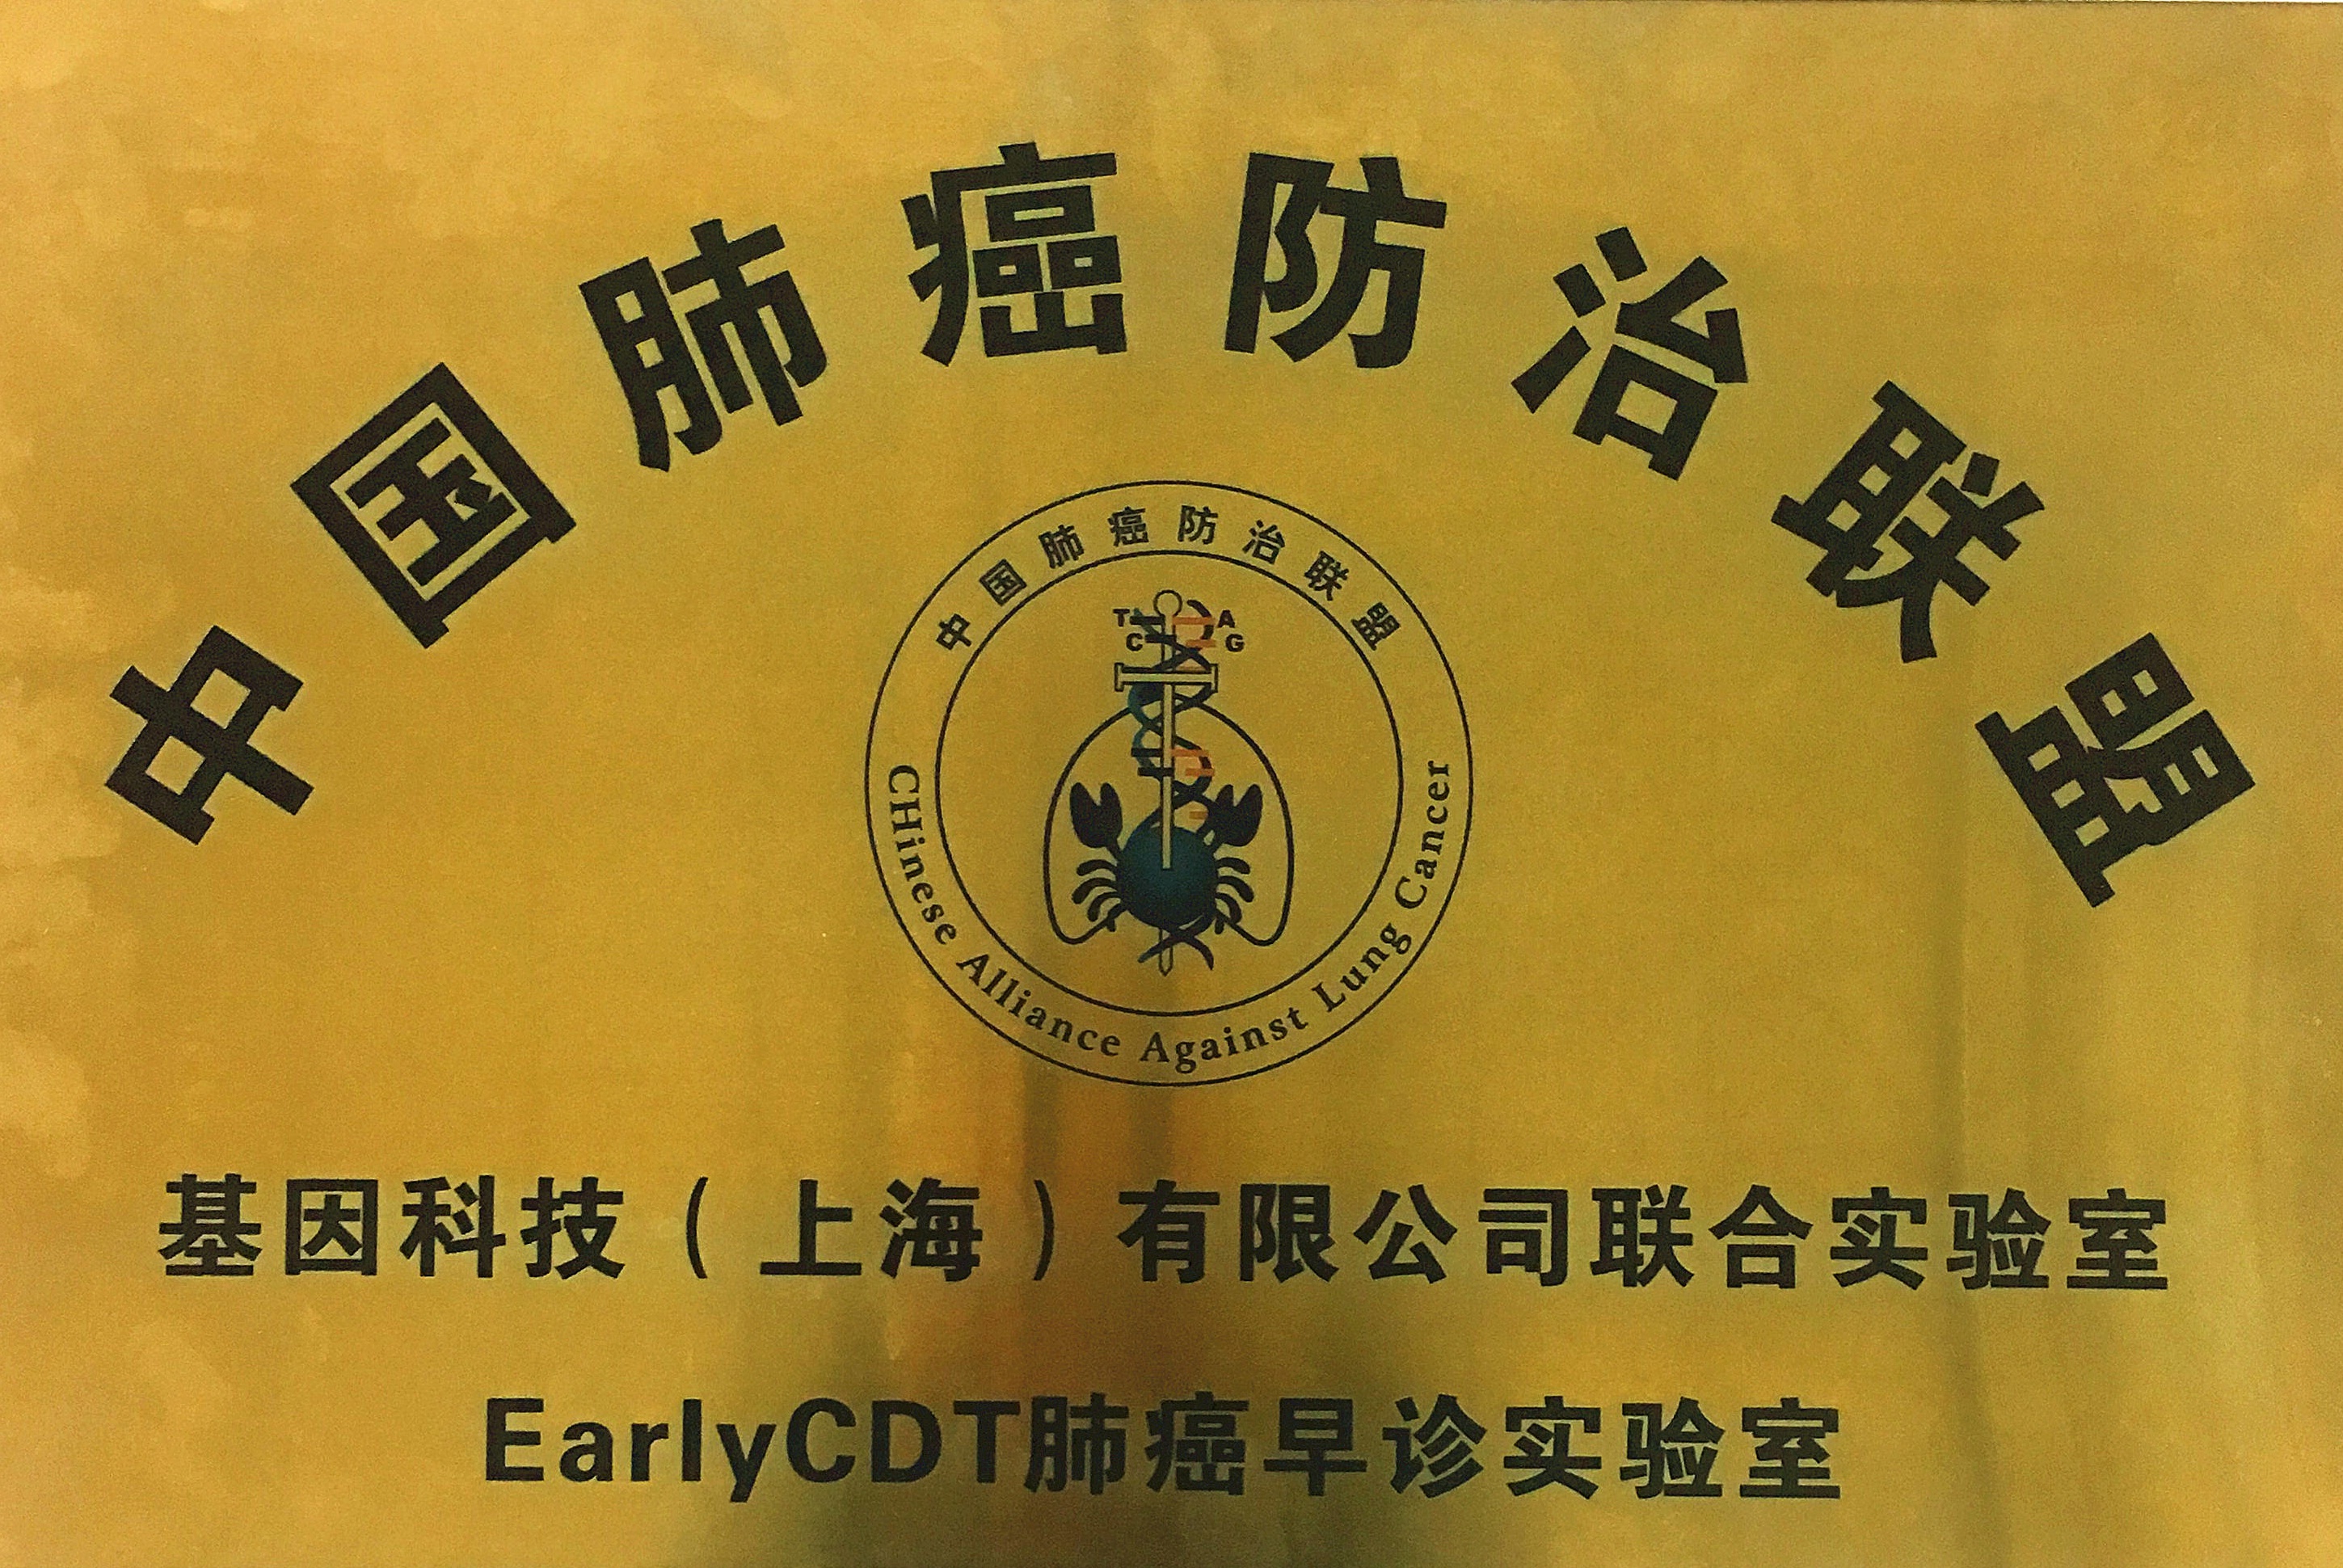 中国肺癌防治联盟
中国肺癌防治联盟
T A
C G
CHinese Alliance Against Lung Cancer
基因科技（上海）有限公司联合实验室
EarlyCDT肺癌早诊实验室